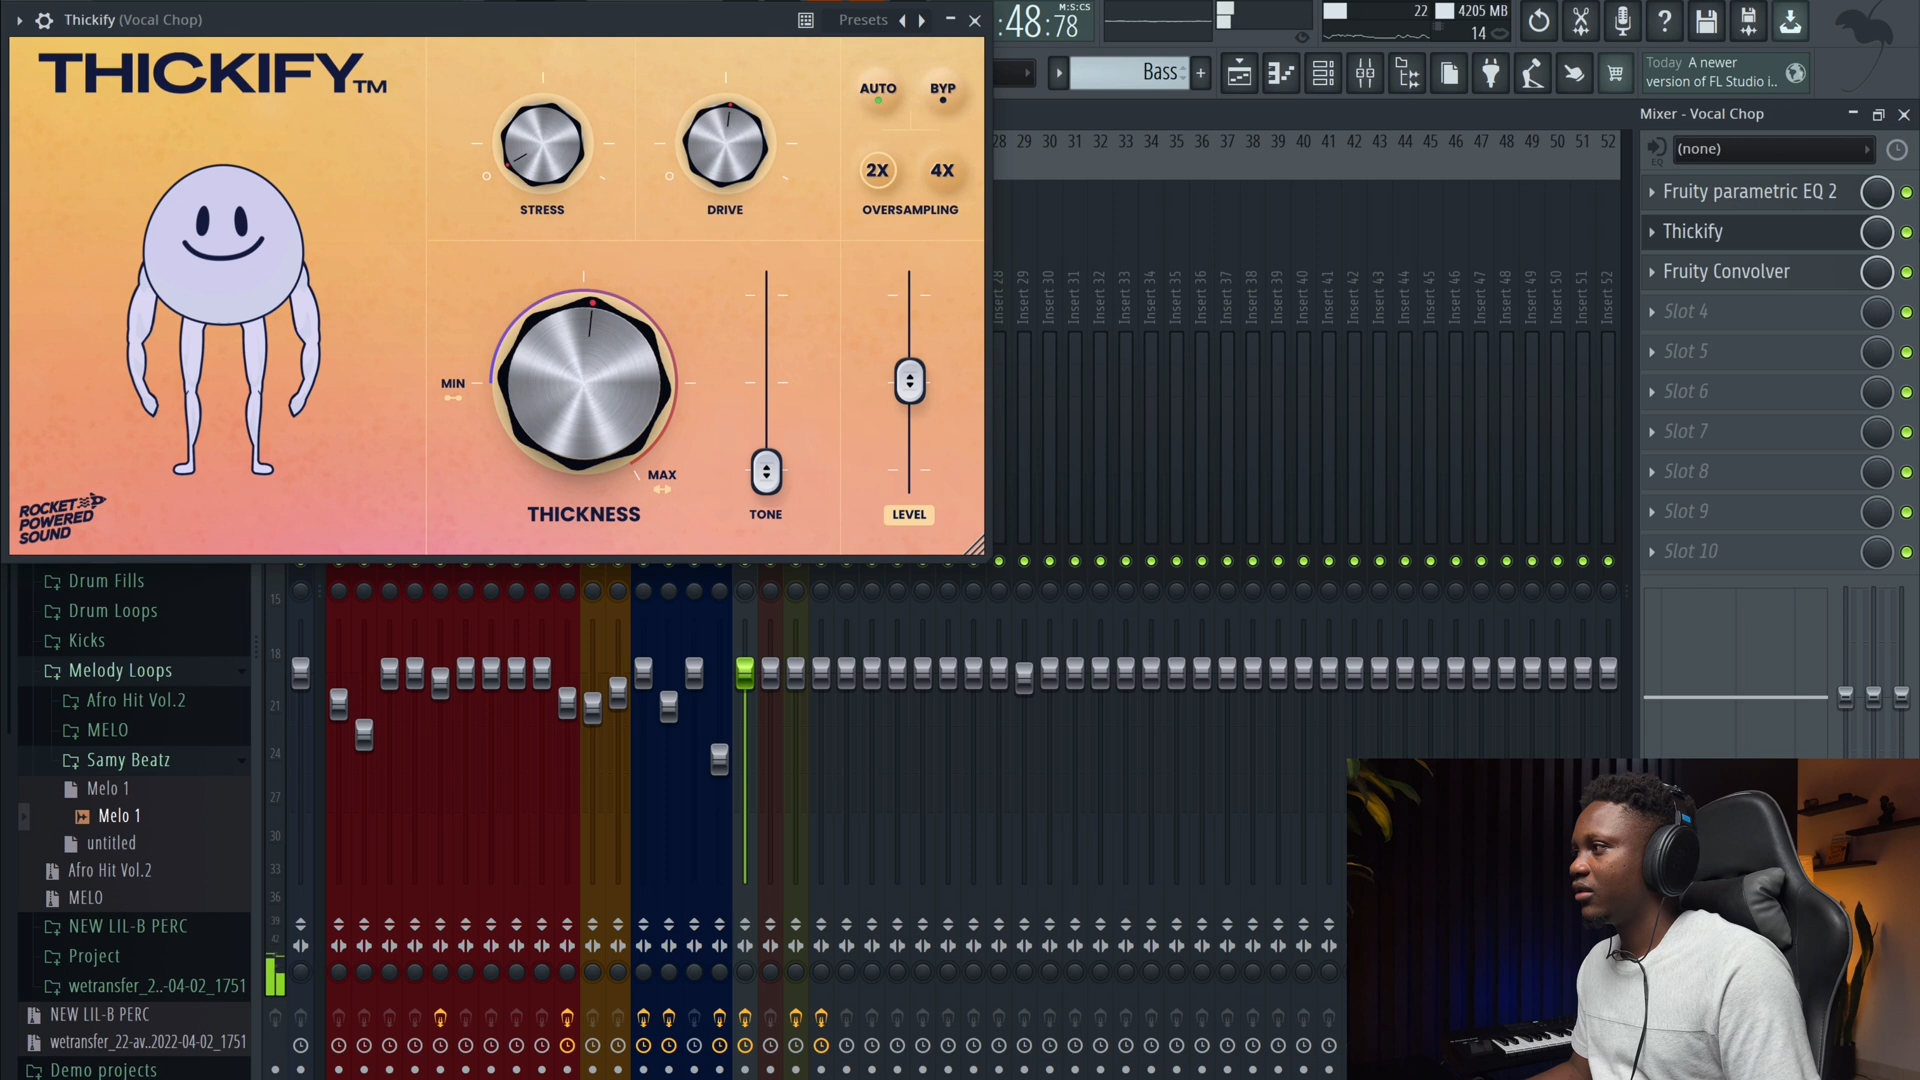 Thickify (Vocal Chop)
Presets
THICKIFY™
STRESS
DRIVE
AUTO
BYP
2X
4X
OVERSAMPLING
MIN
MAX
THICKNESS
TONE
LEVEL
ROCKET
POWERED
SOUND
:48:78
M:S:CS
22
4205 MB
14
Bass
Today A newer
version of FL Studio i..
28 29 30 31 32 33 34 35 36 37 38 39 40 41 42 43 44 45 46 47 48 49 50 51 52
Insert 28
Insert 29
Insert 30
Insert 31
Insert 32
Insert 33
Insert 34
Insert 35
Insert 36
Insert 37
Insert 38
Insert 39
Insert 40
Insert 41
Insert 42
Insert 43
Insert 44
Insert 45
Insert 46
Insert 47
Insert 48
Insert 49
Insert 50
Insert 51
Insert 52
Mixer - Vocal Chop
EQ
(none)
Fruity parametric EQ 2
Thickify
Fruity Convolver
Slot 4
Slot 5
Slot 6
Slot 7
Slot 8
Slot 9
Slot 10
Drum Fills
Drum Loops
Kicks
Melody Loops
Afro Hit Vol.2
MELO
Samy Beatz
Melo 1
Melo 1
untitled
Afro Hit Vol.2
MELO
NEW LIL-B PERC
Project
wetransfer_2..-04-02_1751
NEW LIL-B PERC
wetransfer_22-av..2022-04-02_1751
Demo projects
15
18
21
24
27
30
33
36
39
42